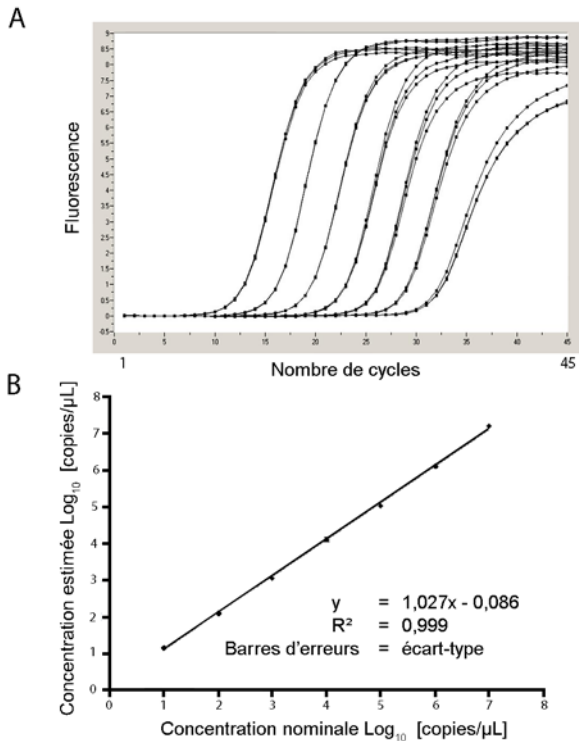 A
9
8.5
8
7.5
7
6.5
6
5.5
5
4.5
4
3.5
3
2.5
2
1.5
1
0.5
0
-0.5
Fluorescence
0 5 10 15 20 25 30 35 40 45
1 45
Nombre de cycles
B
Concentration estimée Log10 [copies/µL]
8
7
6
5
4
3
2
1
0
y = 1,027x - 0,086
R² = 0,999
Barres d'erreurs = écart-type
0 1 2 3 4 5 6 7 8
Concentration nominale Log10 [copies/µL]